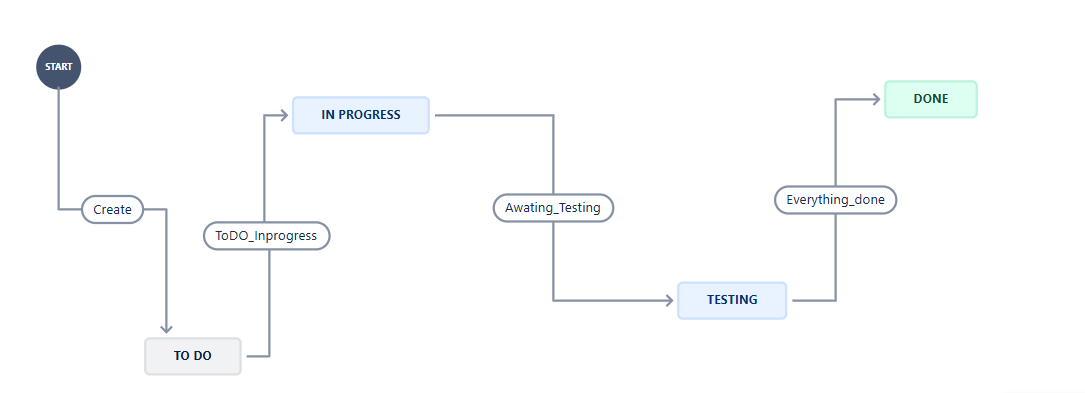 START
Create
TO DO
ToDO_Inprogress
IN PROGRESS
Awating_Testing
TESTING
Everything_done
DONE